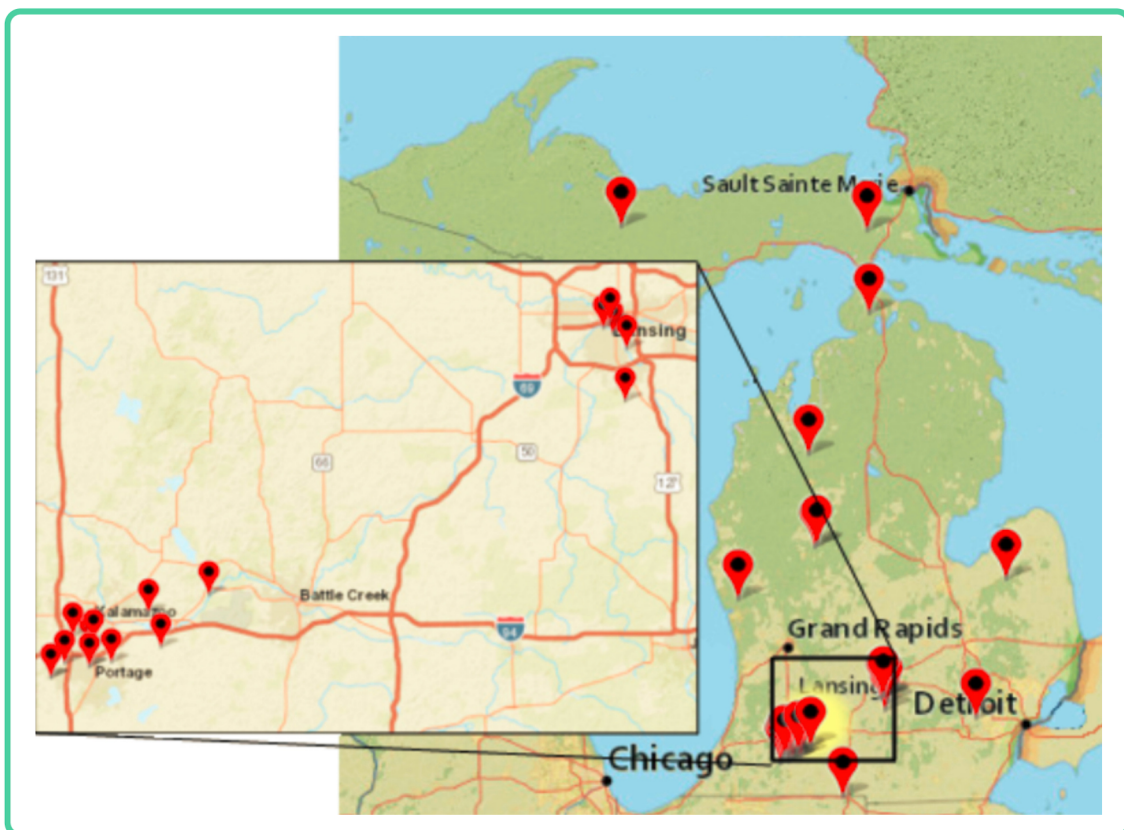 Sault Sainte Marie
131
Lansing
69
50
66
127
Battle Creek
Kalamazoo
94
Portage
Grand Rapids
Lansing
Detroit
Chicago